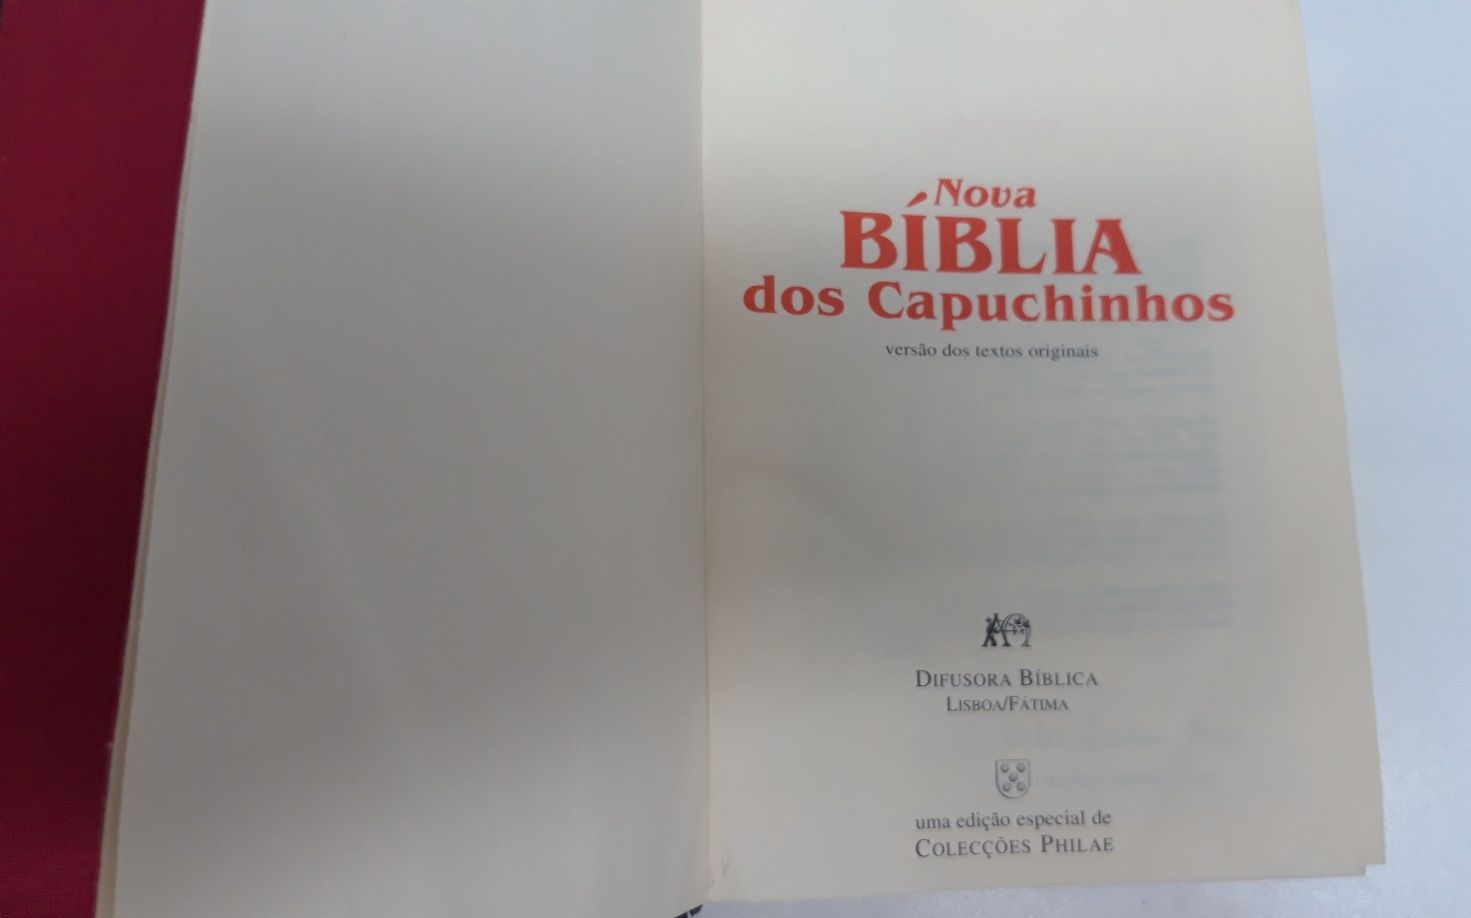 Nova
BÍBLIA
dos Capuchinhos
versão dos textos originais
DIFUSORA BÍBLICA
LISBOA/FÁTIMA
uma edição especial de
COLECÇÕES PHILAE